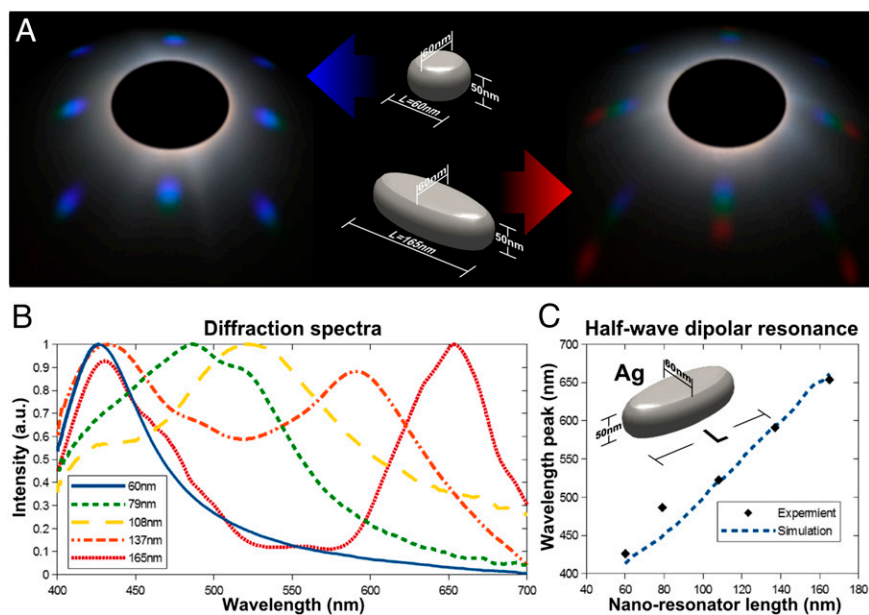 A
60nm
50nm
L=60nm
60nm
50nm
L=165nm
B
Diffraction spectra
Intensity (a.u.)
1
0.9
0.8
0.7
0.6
0.5
0.4
0.3
0.2
0.1
0
60nm
79nm
108nm
137nm
165nm
400 450 500 550 600 650 700
Wavelength (nm)
C
Half-wave dipolar resonance
Wavelength peak (nm)
700
650
600
550
500
450
400
Ag
60nm
50nm
L
Expermient
Simulation
40 60 80 100 120 140 160 180
Nano-resonator length (nm)